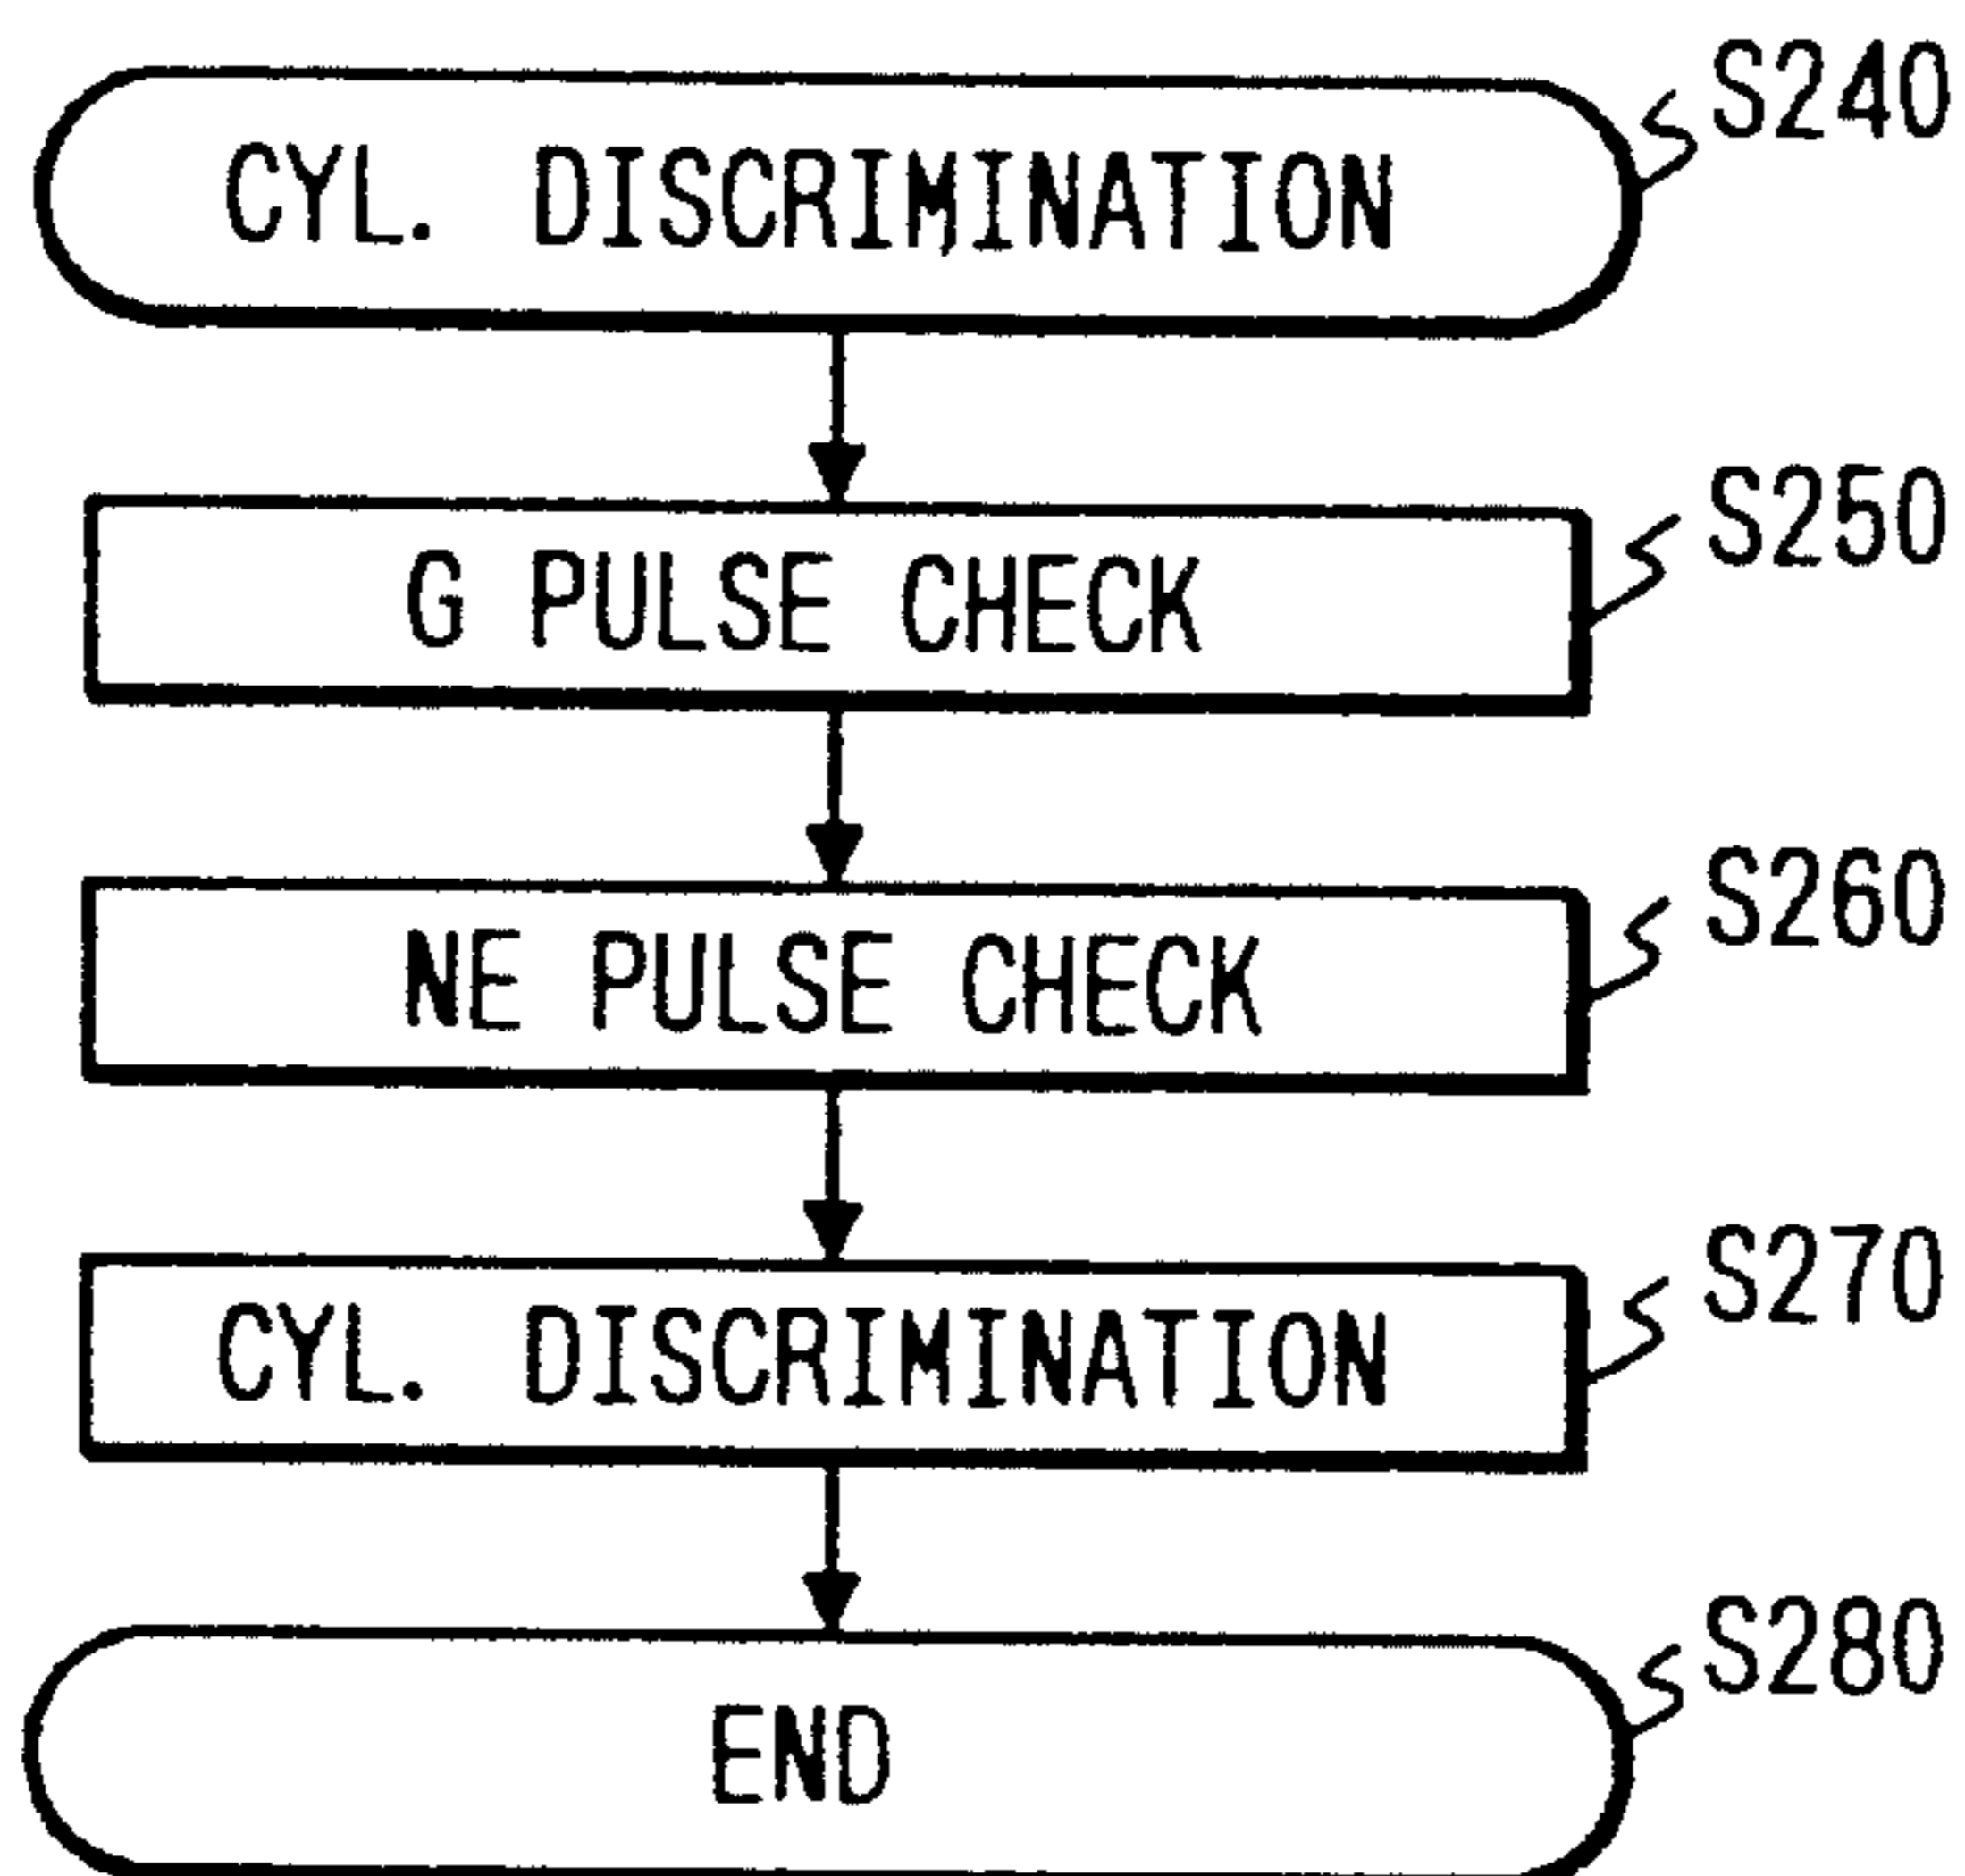 S240
CYL. DISCRIMINATION
S250
G PULSE CHECK
S260
NE PULSE CHECK
S270
CYL. DISCRIMINATION
S280
END